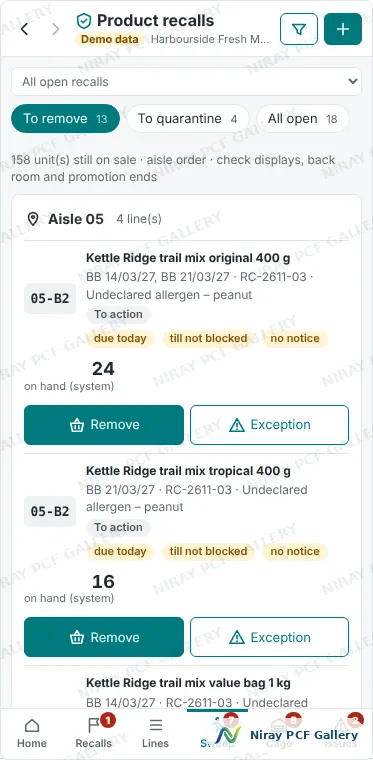 Product recalls
Demo data Harbourside Fresh M...
All open recalls
To remove 13
To quarantine 4
All open 18
158 unit(s) still on sale · aisle order · check displays, back
room and promotion ends
Aisle 05 4 line(s)
Kettle Ridge trail mix original 400 g
BB 14/03/27, BB 21/03/27 · RC-2611-03 ·
05-B2
Undeclared allergen – peanut
To action
due today till not blocked no notice
24
on hand (system)
Remove
Exception
Kettle Ridge trail mix tropical 400 g
BB 21/03/27 · RC-2611-03 · Undeclared
05-B2
allergen – peanut
To action
due today till not blocked no notice
16
on hand (system)
Remove
Exception
Kettle Ridge trail mix value bag 1 kg
BB 14/03/27 · RC-2611-03 · Undeclared
1
Home
Recalls
Lines
Sweep
Cage
Issues
Niray PCF Gallery
NIRAY PCF GALLERY